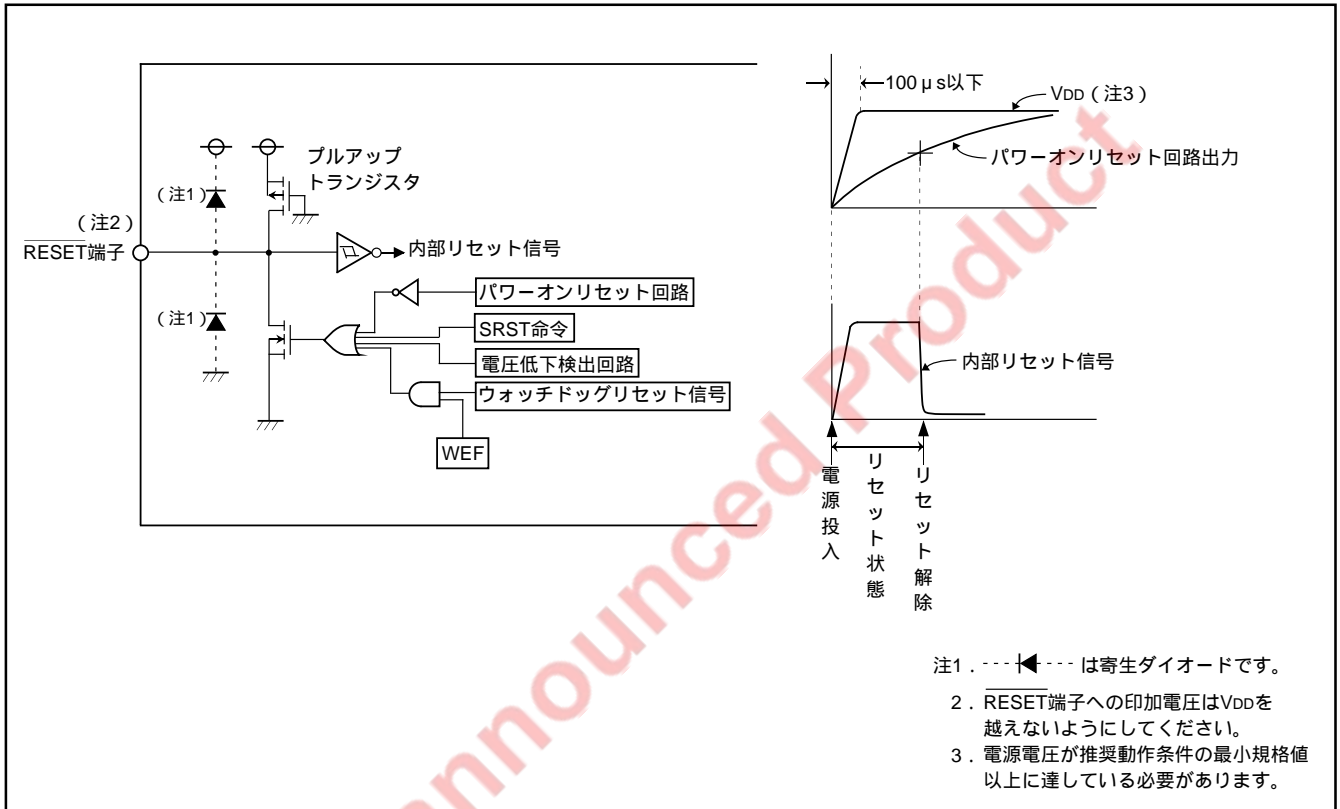 プルアップ
トランジスタ
（注1）
（注2）
RESET端子
内部リセット信号
パワーオンリセット回路
（注1）
SRST命令
電圧低下検出回路
ウォッチドッグリセット信号
WEF
100μs以下
VDD（注3）
パワーオンリセット回路出力
内部リセット信号
電源投入
リセット状態
リセット解除
注1．は寄生ダイオードです。
2．RESET端子への印加電圧はVDDを
越えないようにしてください。
3．電源電圧が推奨動作条件の最小規格値
以上に達している必要があります。
nnounced Product